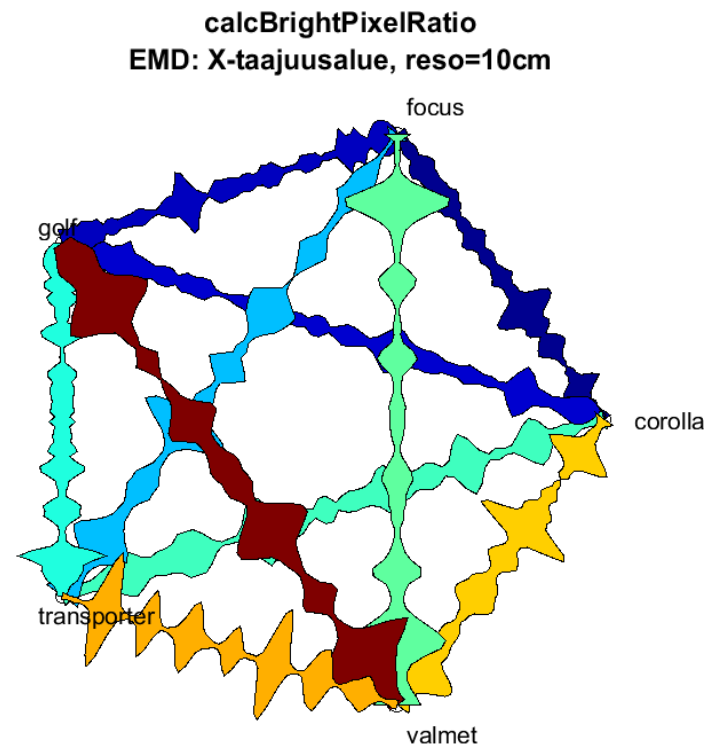 calcBrightPixelRatio
EMD: X-taajuusalue, reso=10cm
focus
golf
corolla
transporter
valmet